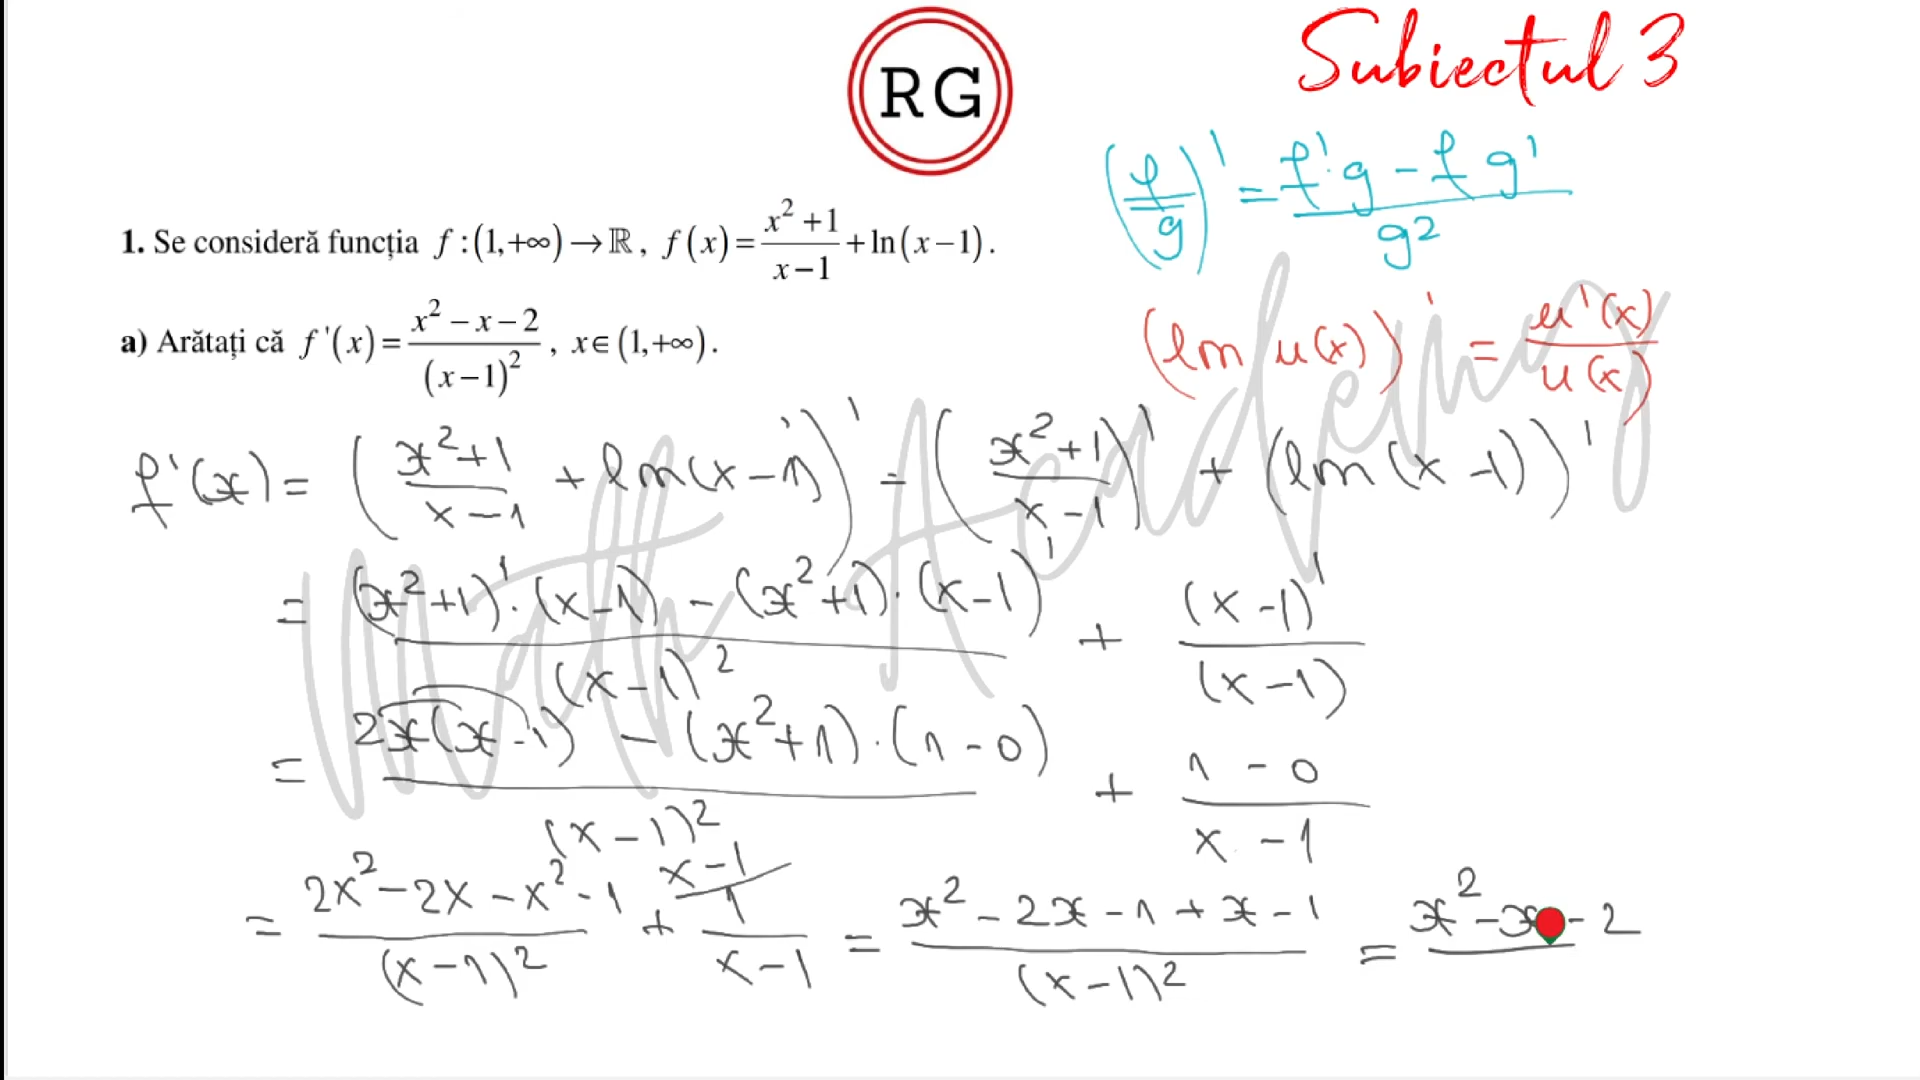 RG
Subiectul 3
(f/g)' = (f'·g - f g')/g²
1. Se consideră funcția f:(1,+∞)→ℝ, f(x)=(x²+1)/(x−1)+ln(x−1).
(ln u(x))' = u'(x)/u(x)
a) Arătați că f'(x)=(x²−x−2)/(x−1)², x∈(1,+∞).
f'(x) = ((x²+1)/(x-1) + ln(x-1))' = ((x²+1)/(x-1))' + (ln(x-1))'
= ((x²+1)'·(x-1) - (x²+1)·(x-1)')/(x-1)² + (x-1)'/(x-1)
= (2x(x-1) - (x²+1)·(1-0))/(x-1)² + (1-0)/(x-1)
= (2x²-2x-x²-1)/(x-1)² + x-1) 1/(x-1) = (x²-2x-1+x-1)/(x-1)² = x²-x-2
Math Academy